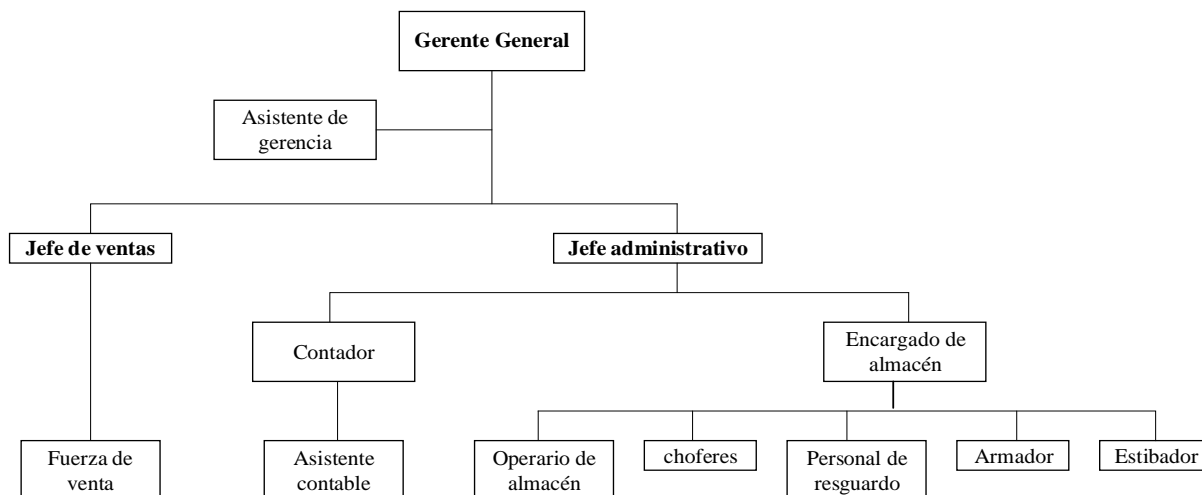 Gerente General
Asistente de
gerencia
Jefe de ventas
Jefe administrativo
Contador
Encargado de
almacén
Fuerza de
venta
Asistente
contable
Operario de
almacén
choferes
Personal de
resguardo
Armador
Estibador